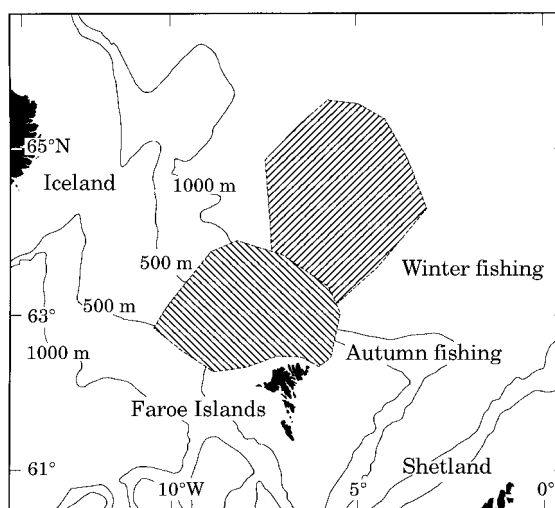 65°N
Iceland
1000 m
500 m
Winter fishing
500 m
63°
1000 m
Autumn fishing
Faroe Islands
Shetland
61°
10°W
5°
0°